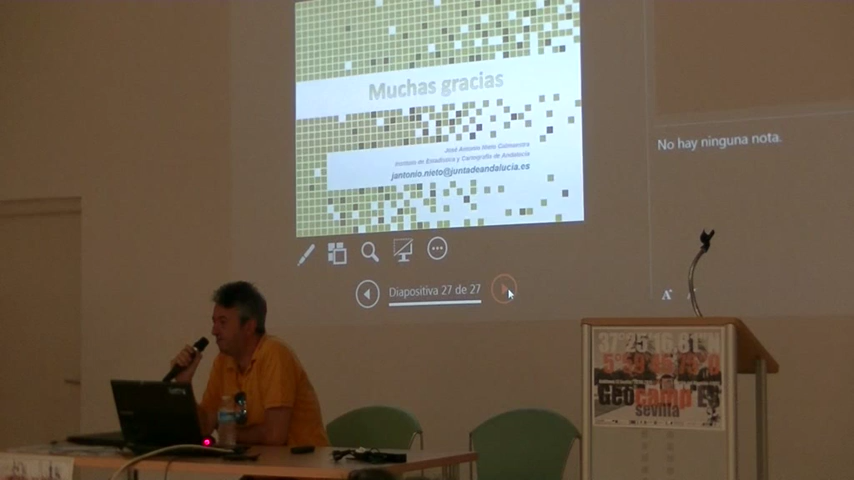 Muchas gracias
José Antonio Nieto Calmaestra
Instituto de Estadística y Cartografía de Andalucía
jantonio.nieto@juntadeandalucia.es
No hay ninguna nota.
Diapositiva 27 de 27
GeoCamp ES
sevilla